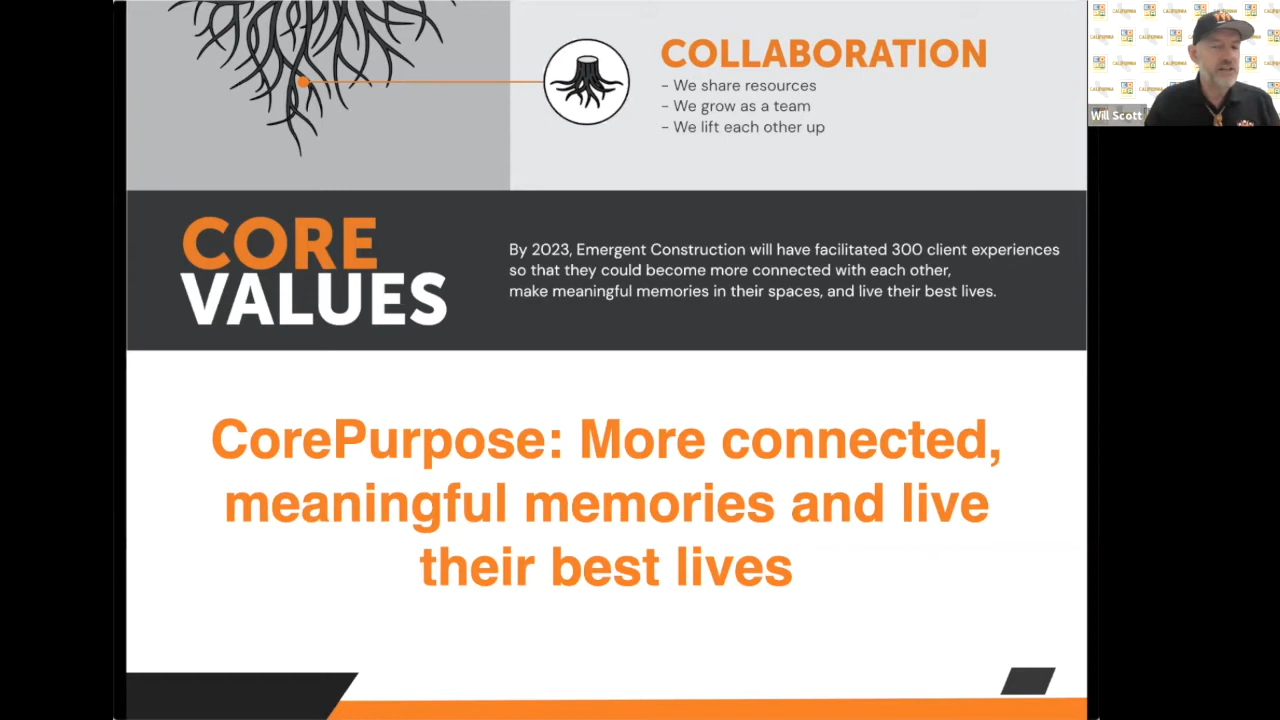 COLLABORATION
- We share resources
- We grow as a team
- We lift each other up
CORE
VALUES
By 2023, Emergent Construction will have facilitated 300 client experiences
so that they could become more connected with each other,
make meaningful memories in their spaces, and live their best lives.
CorePurpose: More connected,
meaningful memories and live
their best lives
Will Scott